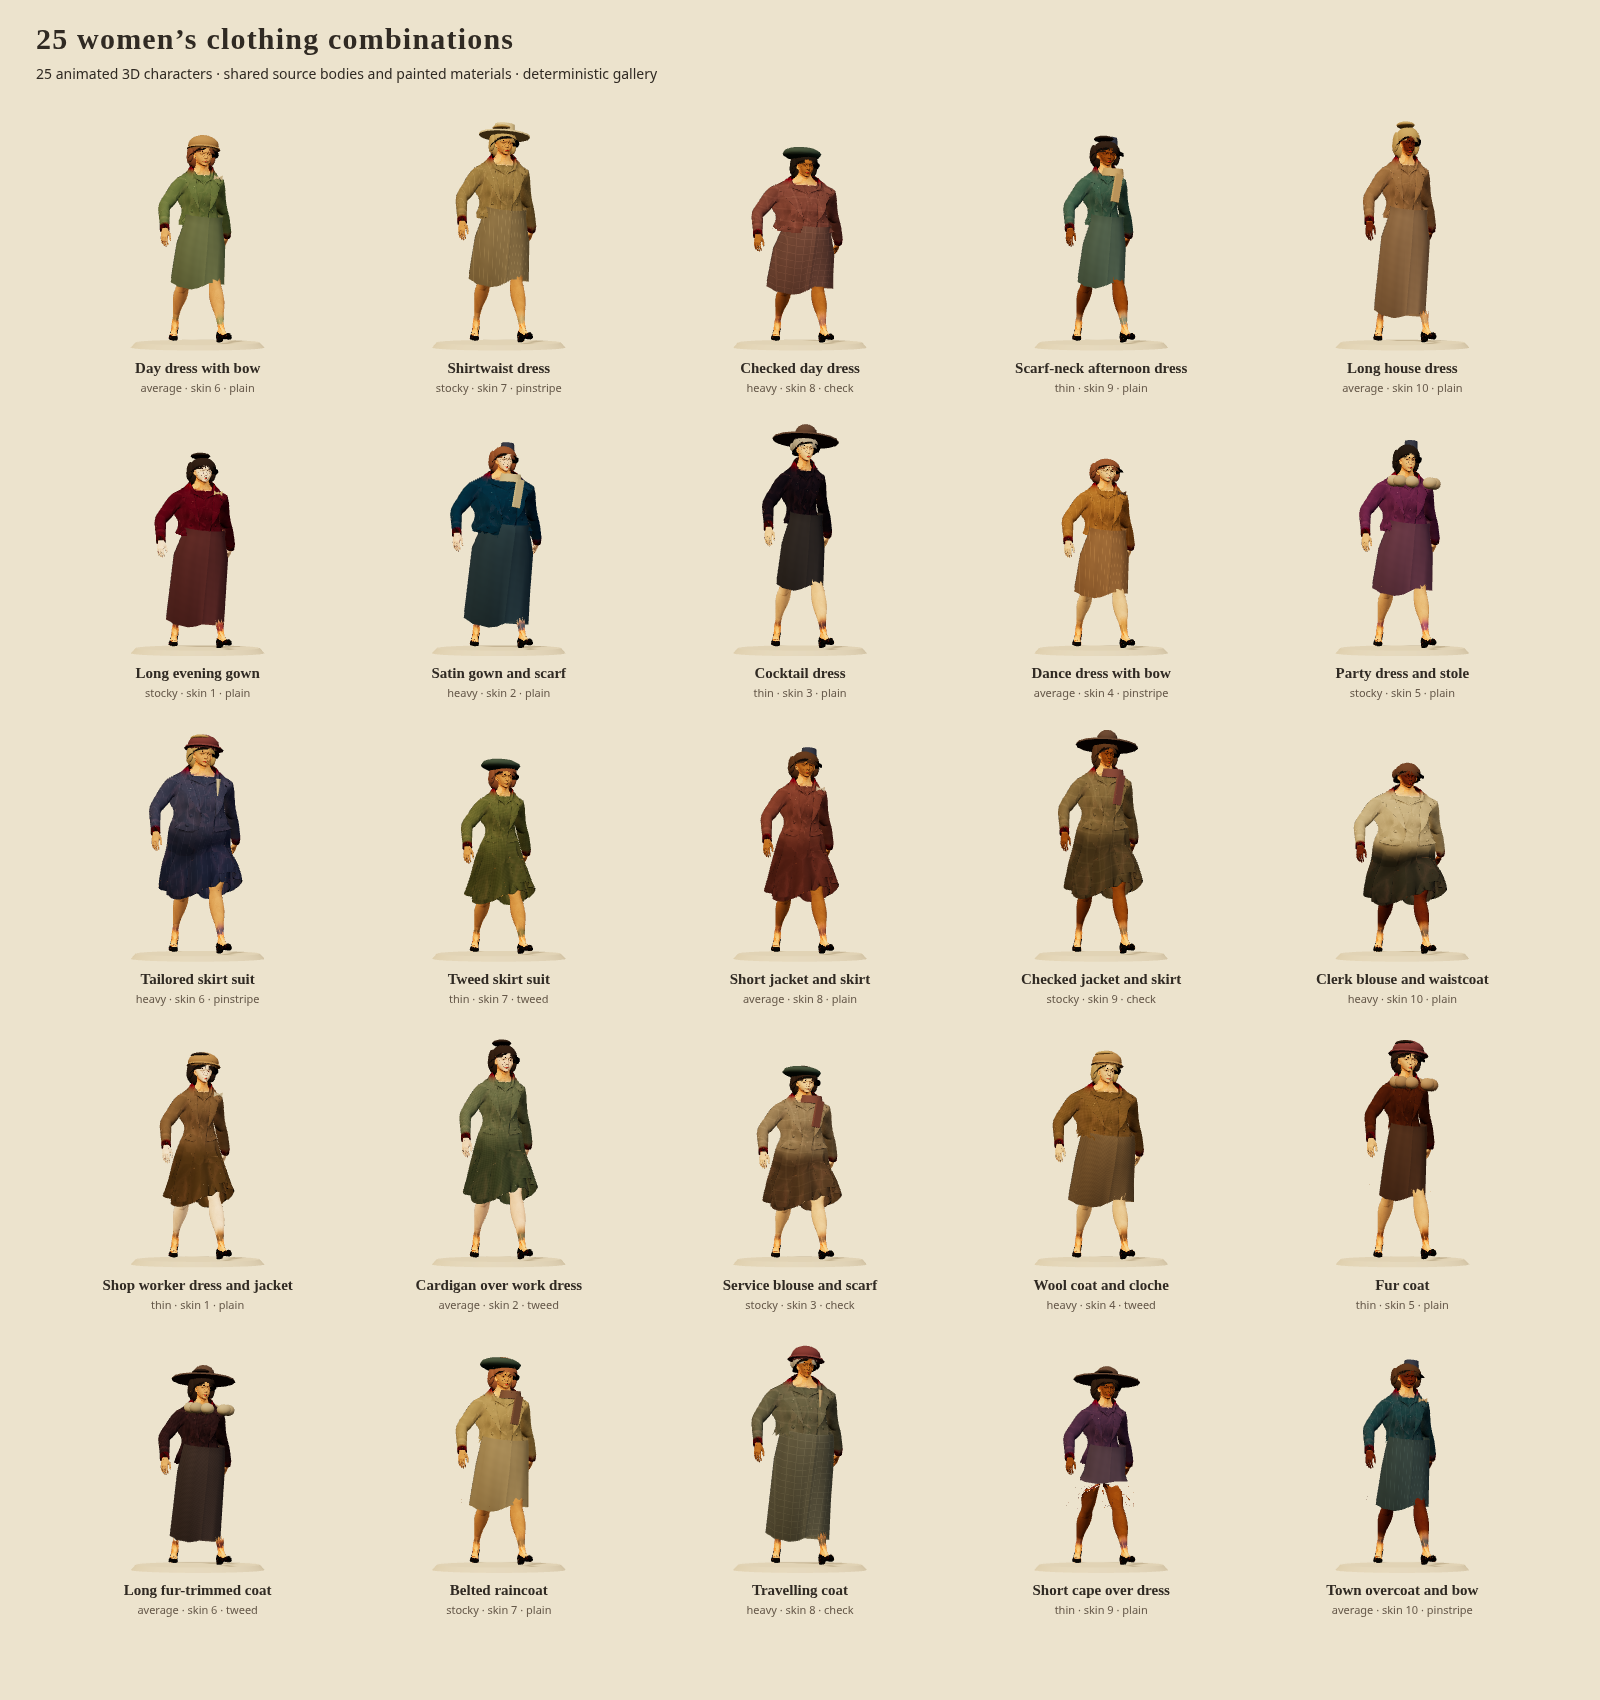 25 women’s clothing combinations
25 animated 3D characters · shared source bodies and painted materials · deterministic gallery
Day dress with bow
average · skin 6 · plain
Shirtwaist dress
stocky · skin 7 · pinstripe
Checked day dress
heavy · skin 8 · check
Scarf-neck afternoon dress
thin · skin 9 · plain
Long house dress
average · skin 10 · plain
Long evening gown
stocky · skin 1 · plain
Satin gown and scarf
heavy · skin 2 · plain
Cocktail dress
thin · skin 3 · plain
Dance dress with bow
average · skin 4 · pinstripe
Party dress and stole
stocky · skin 5 · plain
Tailored skirt suit
heavy · skin 6 · pinstripe
Tweed skirt suit
thin · skin 7 · tweed
Short jacket and skirt
average · skin 8 · plain
Checked jacket and skirt
stocky · skin 9 · check
Clerk blouse and waistcoat
heavy · skin 10 · plain
Shop worker dress and jacket
thin · skin 1 · plain
Cardigan over work dress
average · skin 2 · tweed
Service blouse and scarf
stocky · skin 3 · check
Wool coat and cloche
heavy · skin 4 · tweed
Fur coat
thin · skin 5 · plain
Long fur-trimmed coat
average · skin 6 · tweed
Belted raincoat
stocky · skin 7 · plain
Travelling coat
heavy · skin 8 · check
Short cape over dress
thin · skin 9 · plain
Town overcoat and bow
average · skin 10 · pinstripe